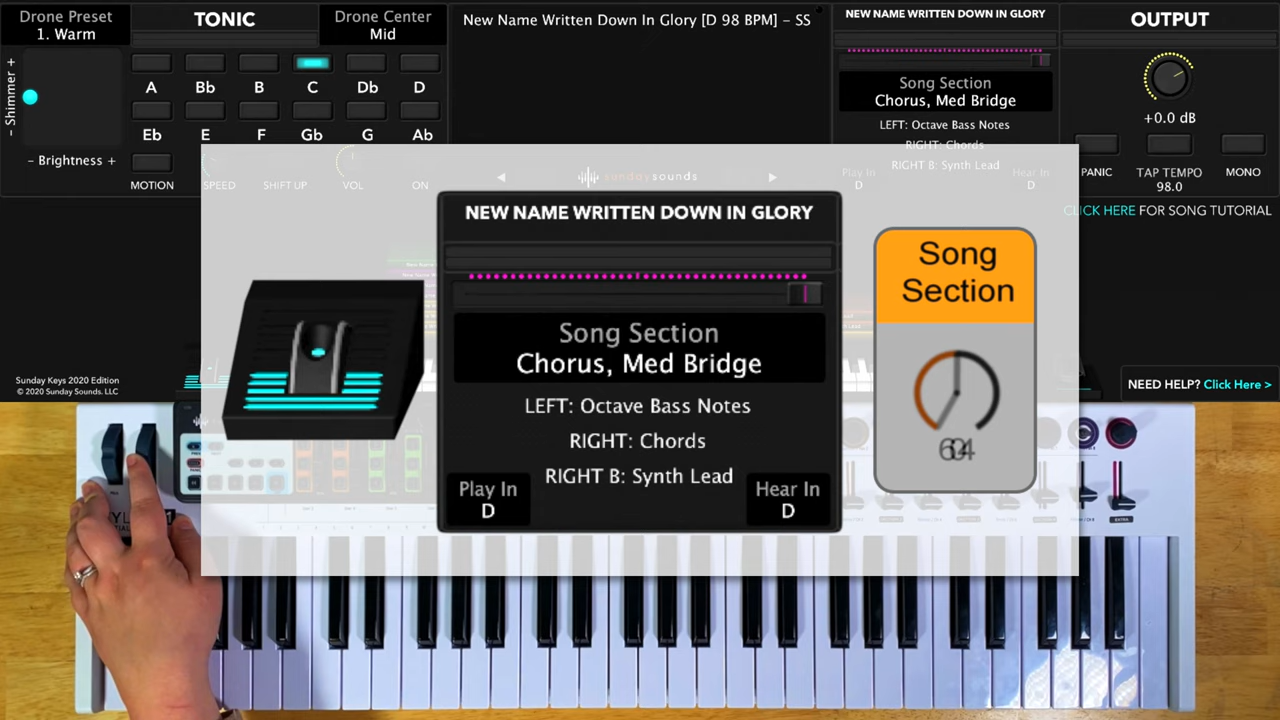 Drone Preset
1. Warm
TONIC
Drone Center
Mid
New Name Written Down In Glory [D 98 BPM] – SS
NEW NAME WRITTEN DOWN IN GLORY
OUTPUT
- Shimmer +
A
Bb
B
C
Db
D
Eb
E
F
Gb
G
Ab
- Brightness +
MOTION
SPEED
SHIFT UP
VOL
ON
Song Section
Chorus, Med Bridge
LEFT: Octave Bass Notes
RIGHT: Chords
RIGHT B: Synth Lead
Play In
D
Hear In
D
+0.0 dB
PANIC
TAP TEMPO
98.0
MONO
CLICK HERE FOR SONG TUTORIAL
sundaysounds
NEW NAME WRITTEN DOWN IN GLORY
Song Section
Chorus, Med Bridge
LEFT: Octave Bass Notes
RIGHT: Chords
RIGHT B: Synth Lead
Play In
D
Hear In
D
Song
Section
Sunday Keys 2020 Edition
© 2020 Sunday Sounds. LLC
NEED HELP? Click Here >